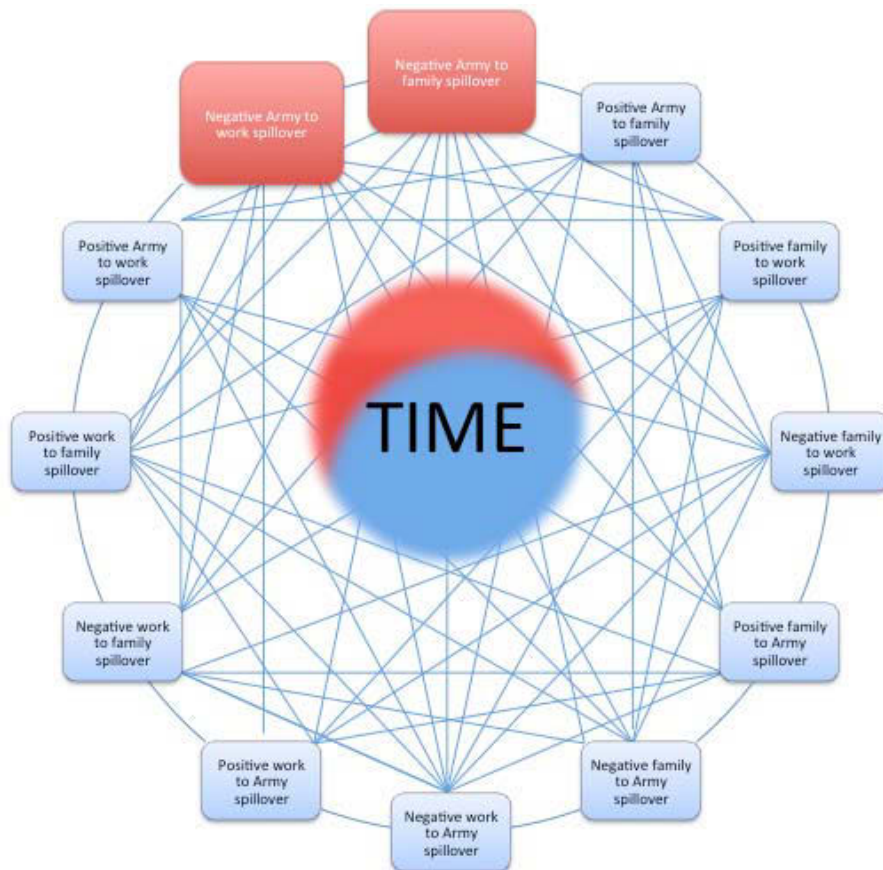 Negative Army to
family spillover
Negative Army to
work spillover
Positive Army
to family
spillover
Positive Army
to work
spillover
Positive family
to work
spillover
TIME
Positive work
to family
spillover
Negative family
to work
spillover
Negative work
to family
spillover
Positive family
to Army
spillover
Positive work
to Army
spillover
Negative family
to Army
spillover
Negative work
to Army
spillover